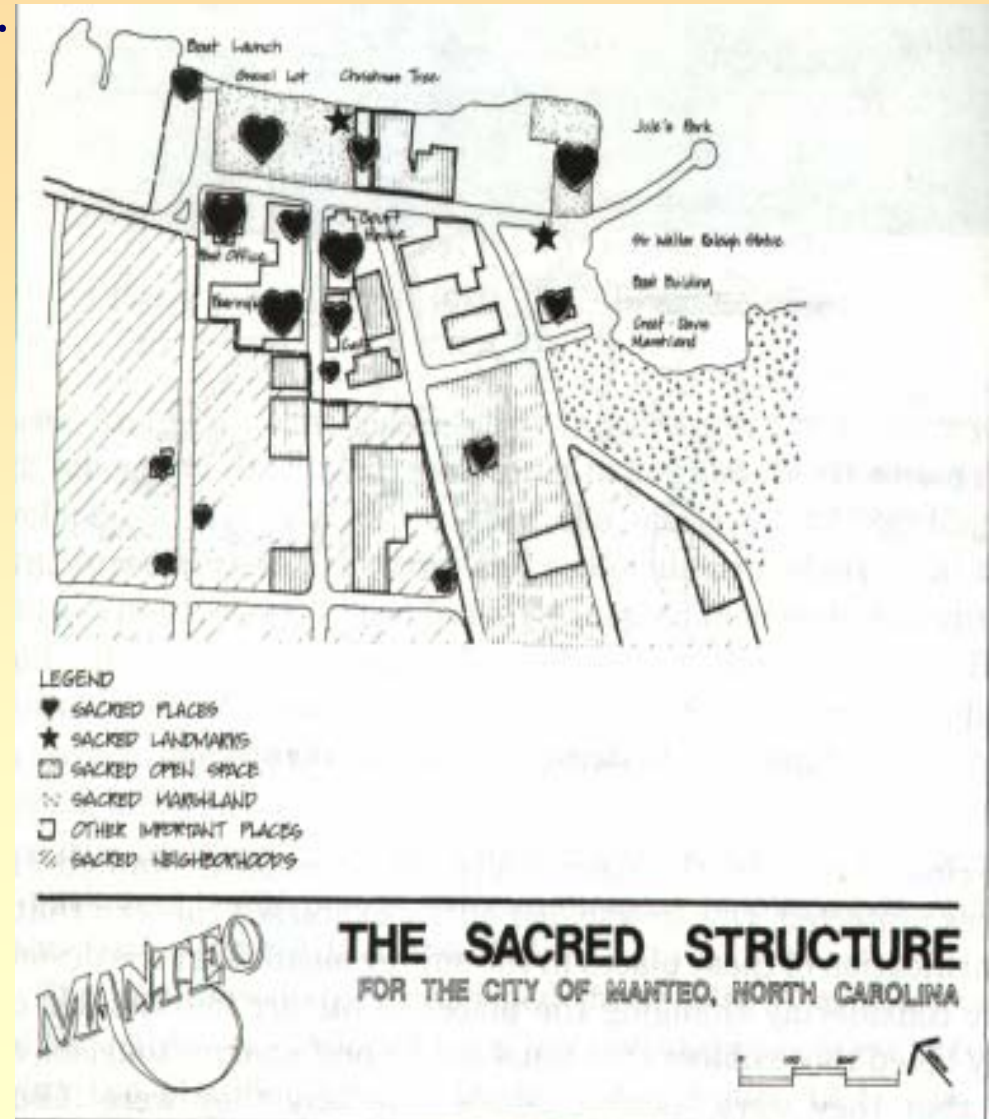 Boat Launch
Gravel Lot
Christmas Tree
Jule's Park
Court House
Post Office
Sir Walter Raleigh Statue
Boat Building
Marshland
LEGEND
SACRED PLACES
SACRED LANDMARKS
SACRED OPEN SPACE
SACRED MARSHLAND
OTHER IMPORTANT PLACES
SACRED NEIGHBORHOODS
MANTEO
THE SACRED STRUCTURE
FOR THE CITY OF MANTEO, NORTH CAROLINA